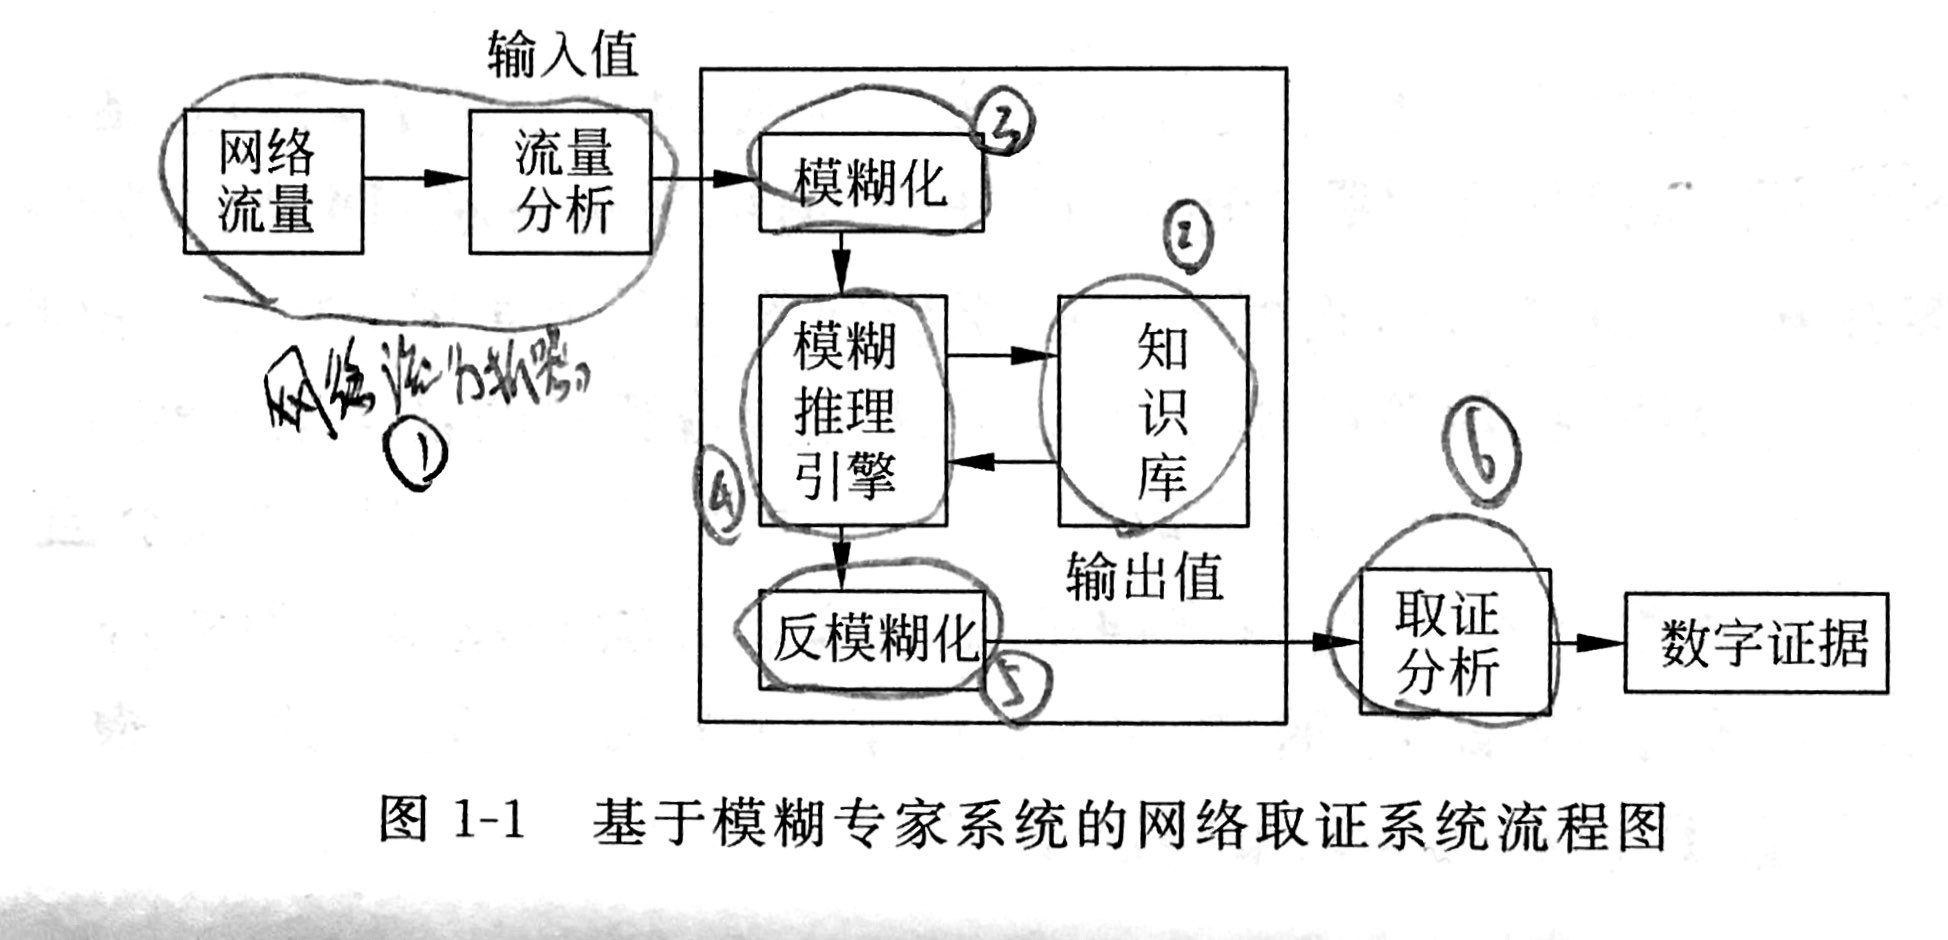 输入值
网络
流量
流量
分析
模糊化
③
②
模糊
推理
引擎
知
识
库
④
网络流分析器
①
反模糊化
⑤
输出值
⑥
取证
分析
数字证据
图 1-1 基于模糊专家系统的网络取证系统流程图